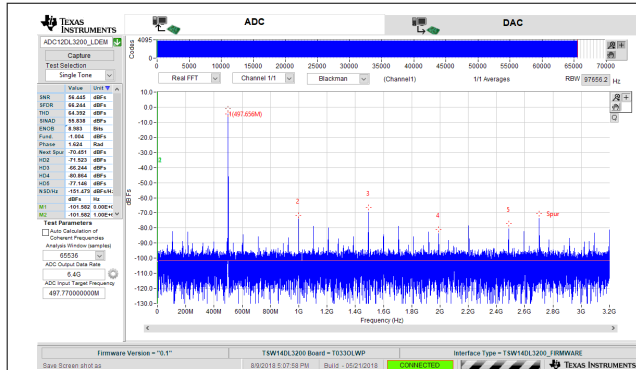 TEXAS INSTRUMENTS
ADC
DAC
ADC12DL3200_LDEM
Capture
Test Selection
Single Tone
Value Unit
SNR 56.445 dBFs
SFDR 66.244 dBFs
THD 64.392 dBFs
SINAD 55.838 dBFs
ENOB 8.983 Bits
Fund. -1.004 dBFs
Phase 1.624 Rad
Next Spur -70.451 dBFs
HD2 -71.523 dBFs
HD3 -66.244 dBFs
HD4 -80.864 dBFs
HD5 -77.146 dBFs
NSD/Hz -151.479 dBFs/Hz
dBFs Hz
M1 -101.582 0.00E+0
M2 -101.582 1.00E+0
Test Parameters
Auto Calculation of Coherent Frequencies
Analysis Window (samples)
65536
ADC Output Data Rate
6.4G
ADC Input Target Frequency
497.770000000M
Codes
4095
0
0 5000 10000 15000 20000 25000 30000 35000 40000 45000 50000 55000 60000 65000 70000
Real FFT
Channel 1/1
Blackman
(Channel1)
1/1 Averages
RBW 97656.2 Hz
10.0
0.0
-10.0
-20.0
-30.0
-40.0
-50.0
-60.0
-70.0
-80.0
-90.0
-100.0
-110.0
-120.0
-130.0
dBFs
1(497.656M)
2
3
4
5
Spur
0 200M 400M 600M 800M 1G 1.2G 1.4G 1.6G 1.8G 2G 2.2G 2.4G 2.6G 2.8G 3G 3.2G
Frequency (Hz)
Firmware Version = "0.1"
TSW14DL3200 Board = T033OLWP
Interface Type = TSW14DL3200_FIRMWARE
Save Screen shot as
8/9/2018 5:07:58 PM
Build - 05/21/2018
CONNECTED
TEXAS INSTRUMENTS